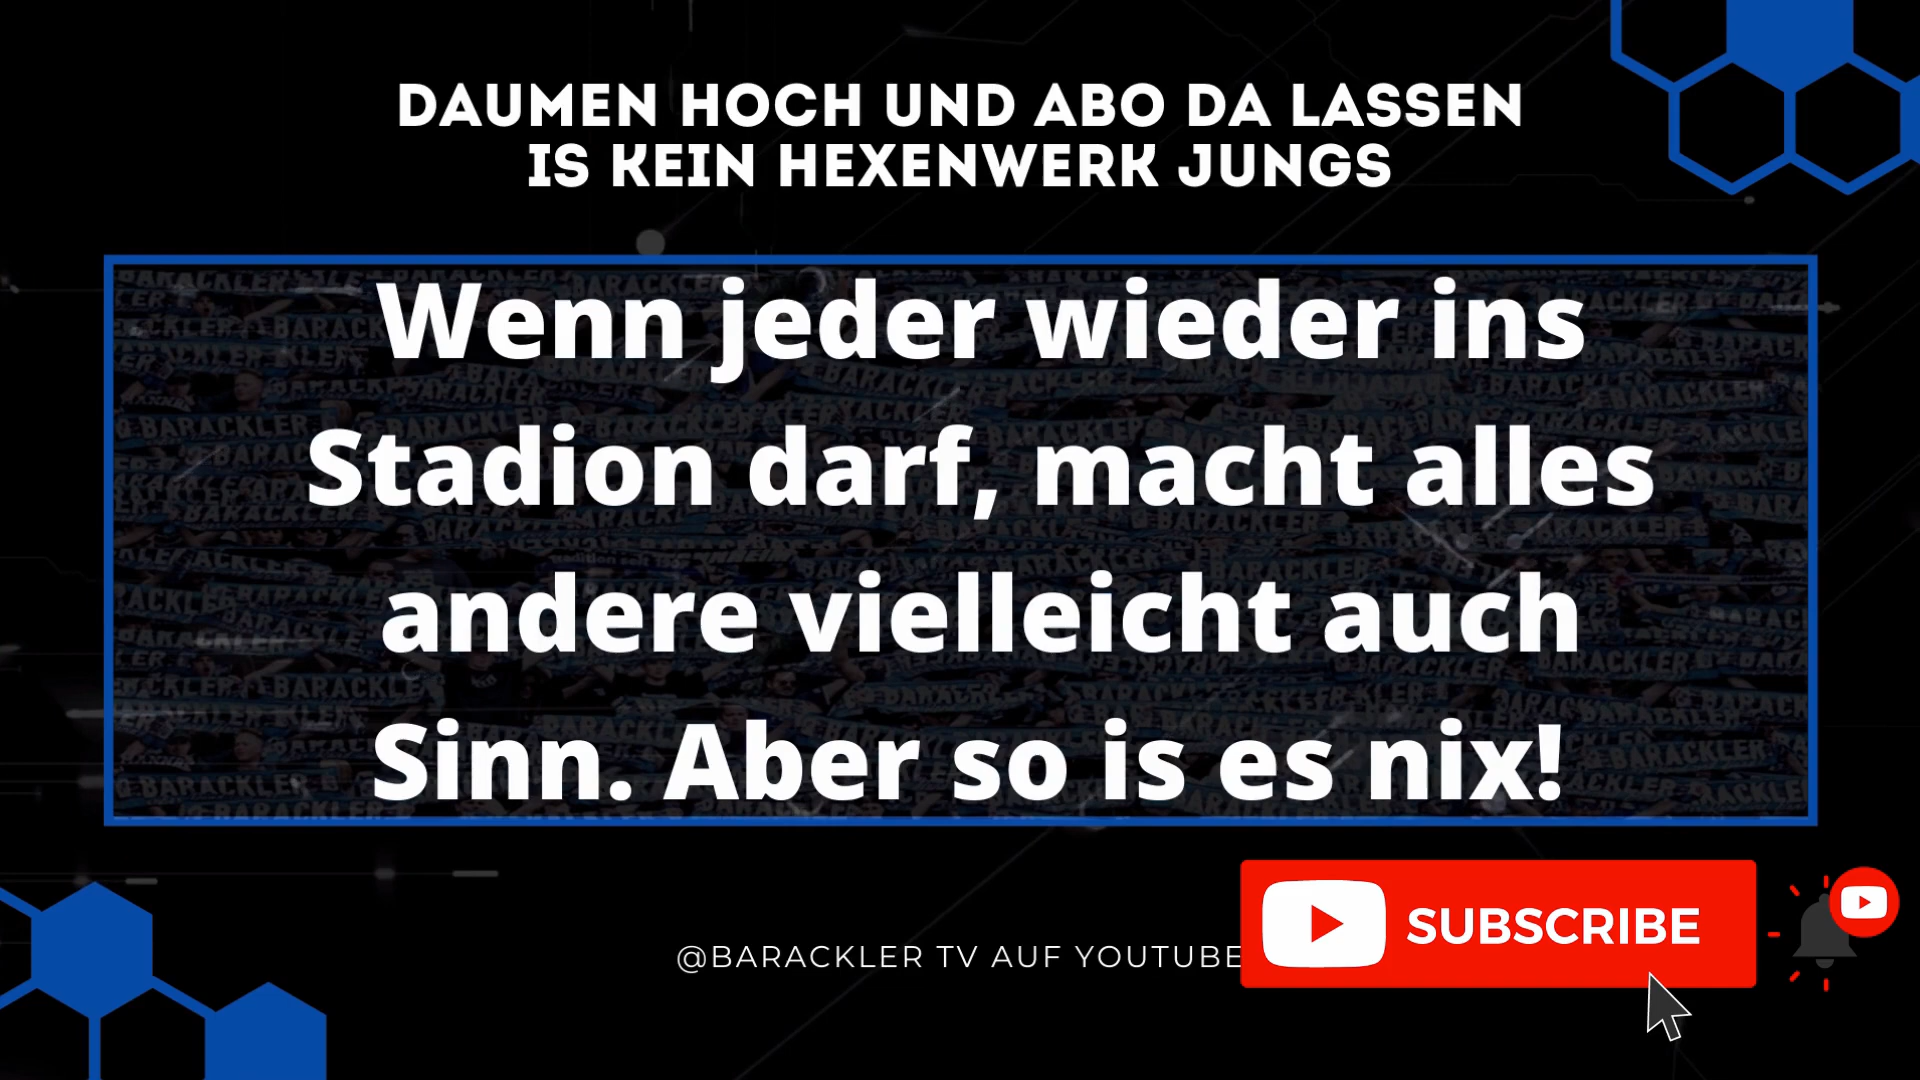 DAUMEN HOCH UND ABO DA LASSEN
IS KEIN HEXENWERK JUNGS
Wenn jeder wieder ins
Stadion darf, macht alles
andere vielleicht auch
Sinn. Aber so is es nix!
@BARACKLER TV AUF YOUTUBE
SUBSCRIBE